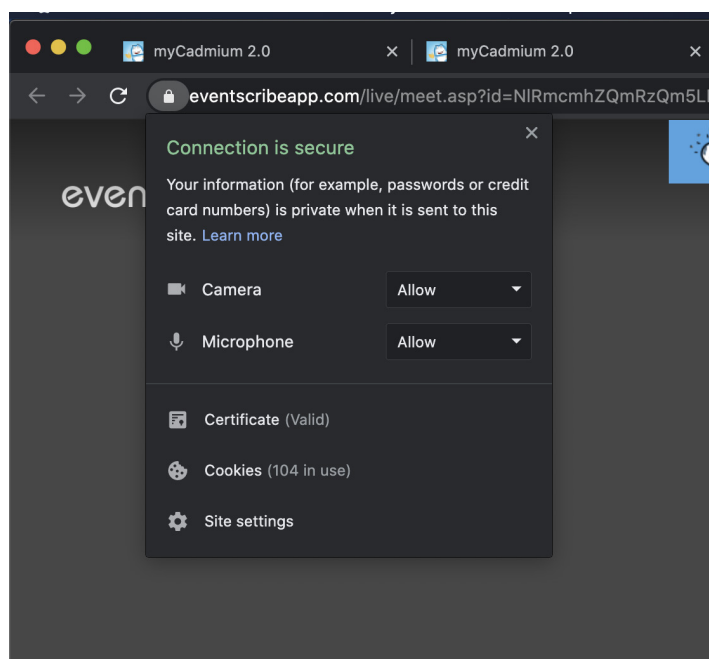 myCadmium 2.0
myCadmium 2.0
eventscribeapp.com/live/meet.asp?id=NlRmcmhZQmRzQm5L
Connection is secure
even
Your information (for example, passwords or credit
card numbers) is private when it is sent to this
site. Learn more
Camera Allow
Microphone Allow
Certificate (Valid)
Cookies (104 in use)
Site settings